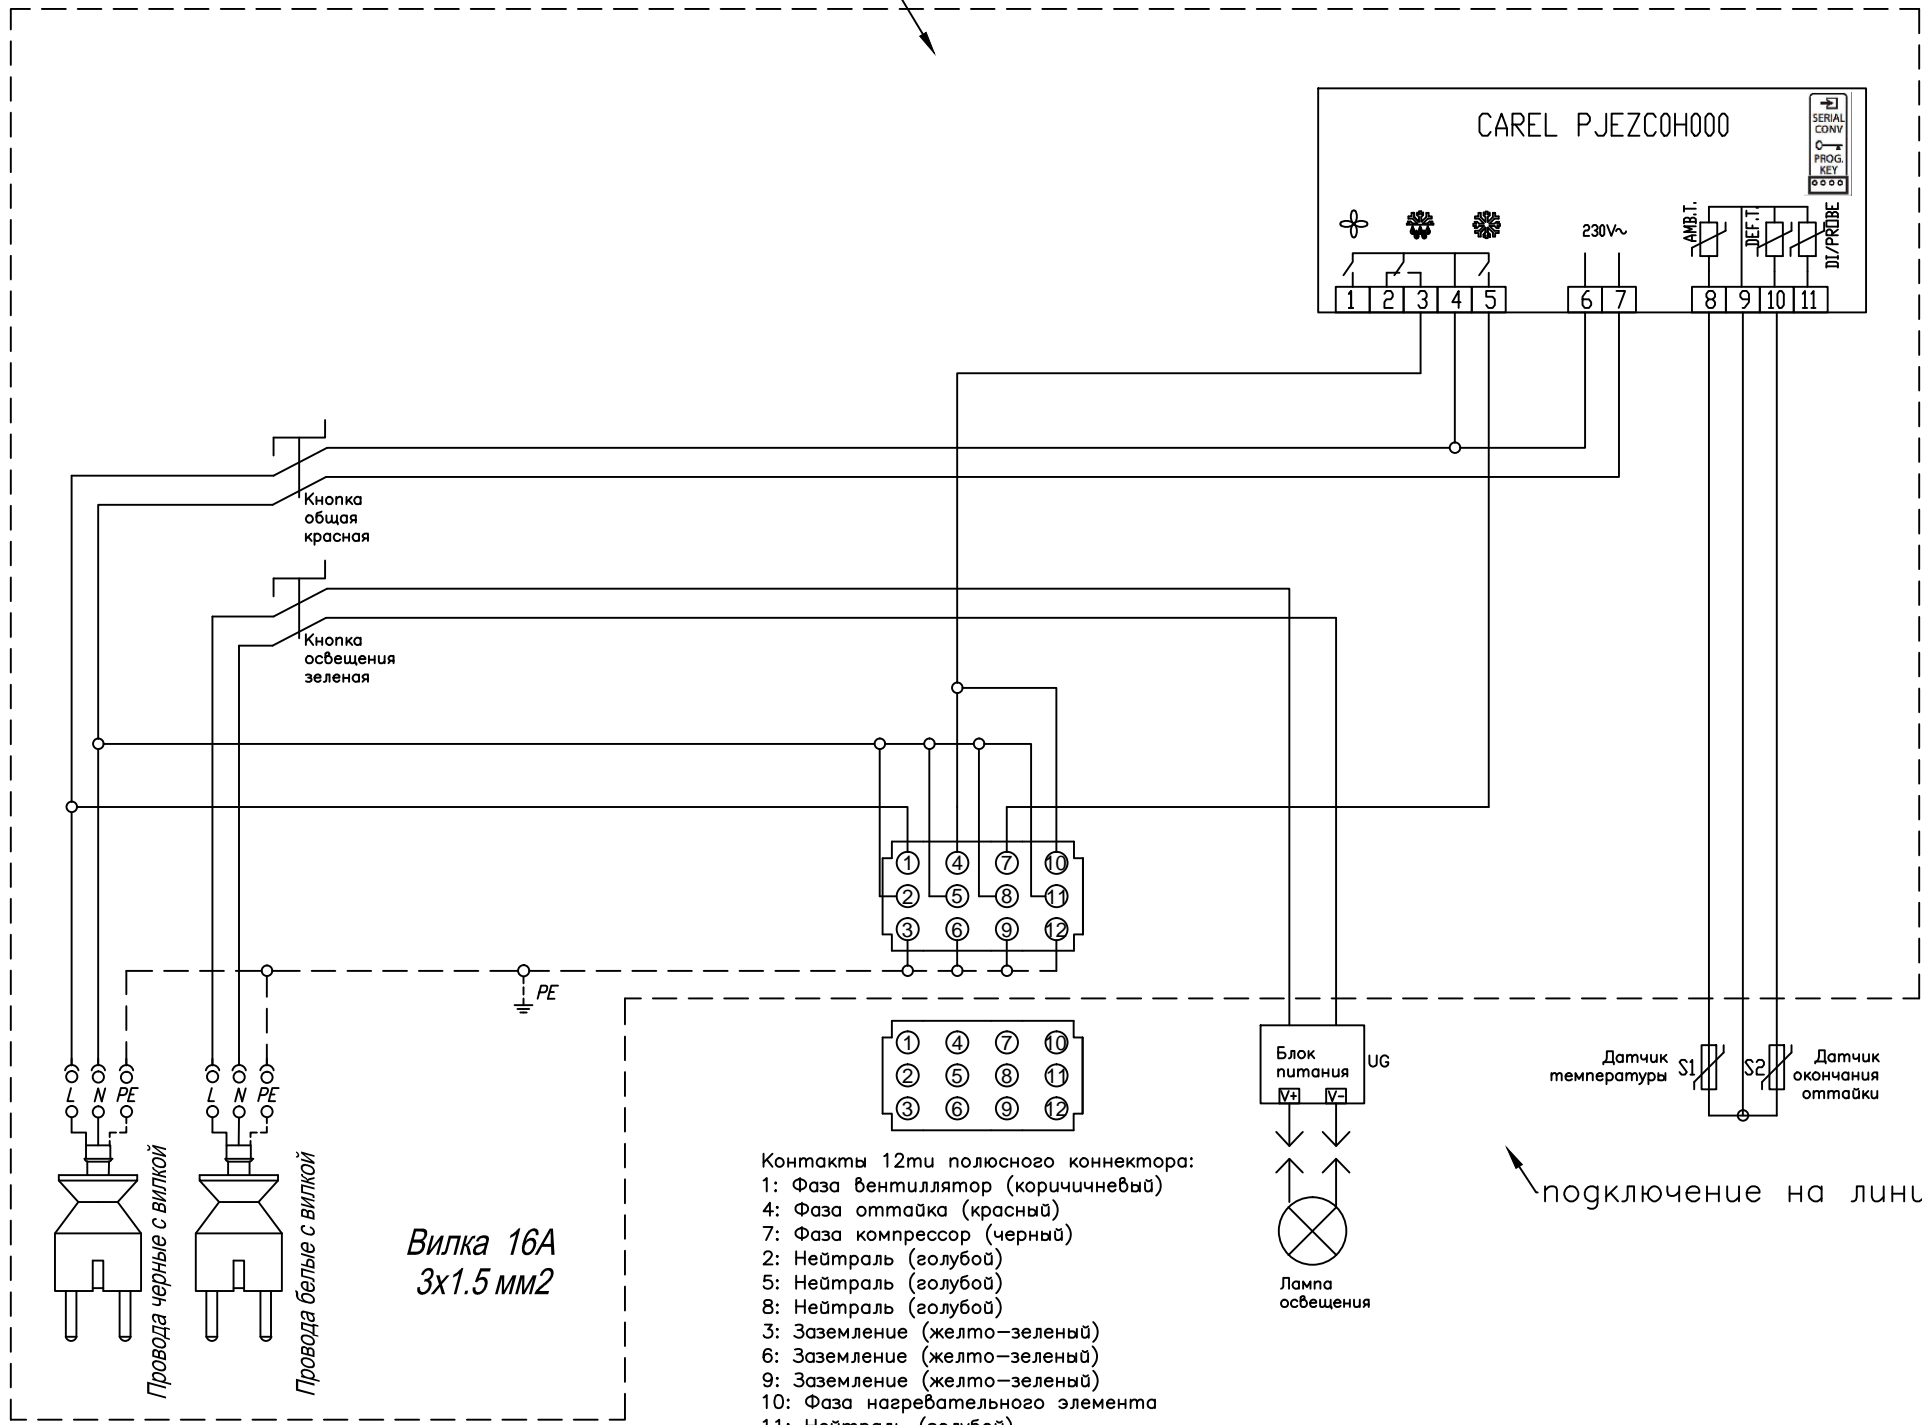 CAREL PJEZC0H000
SERIAL
CONV
PROG.
KEY
230V~
AMB.T.
DEF.T.
DI/PROBE
1 2 3 4 5 6 7 8 9 10 11
Кнопка
общая
красная
Кнопка
освещения
зеленая
1 4 7 10
2 5 8 11
3 6 9 12
PE
1 4 7 10
2 5 8 11
3 6 9 12
L N PE L N PE
Провода черные с вилкой
Провода белые с вилкой
Вилка 16А
3x1.5 мм2
Блок
питания
UG
V+ V-
Лампа
освещения
Датчик
температуры
S1
S2
Датчик
окончания
оттайки
подключение на лини
Контакты 12ти полюсного коннектора:
1: Фаза вентиллятор (коричичневый)
4: Фаза оттайка (красный)
7: Фаза компрессор (черный)
2: Нейтраль (голубой)
5: Нейтраль (голубой)
8: Нейтраль (голубой)
3: Заземление (желто-зеленый)
6: Заземление (желто-зеленый)
9: Заземление (желто-зеленый)
10: Фаза нагревательного элемента
11: Нейтраль (голубой)